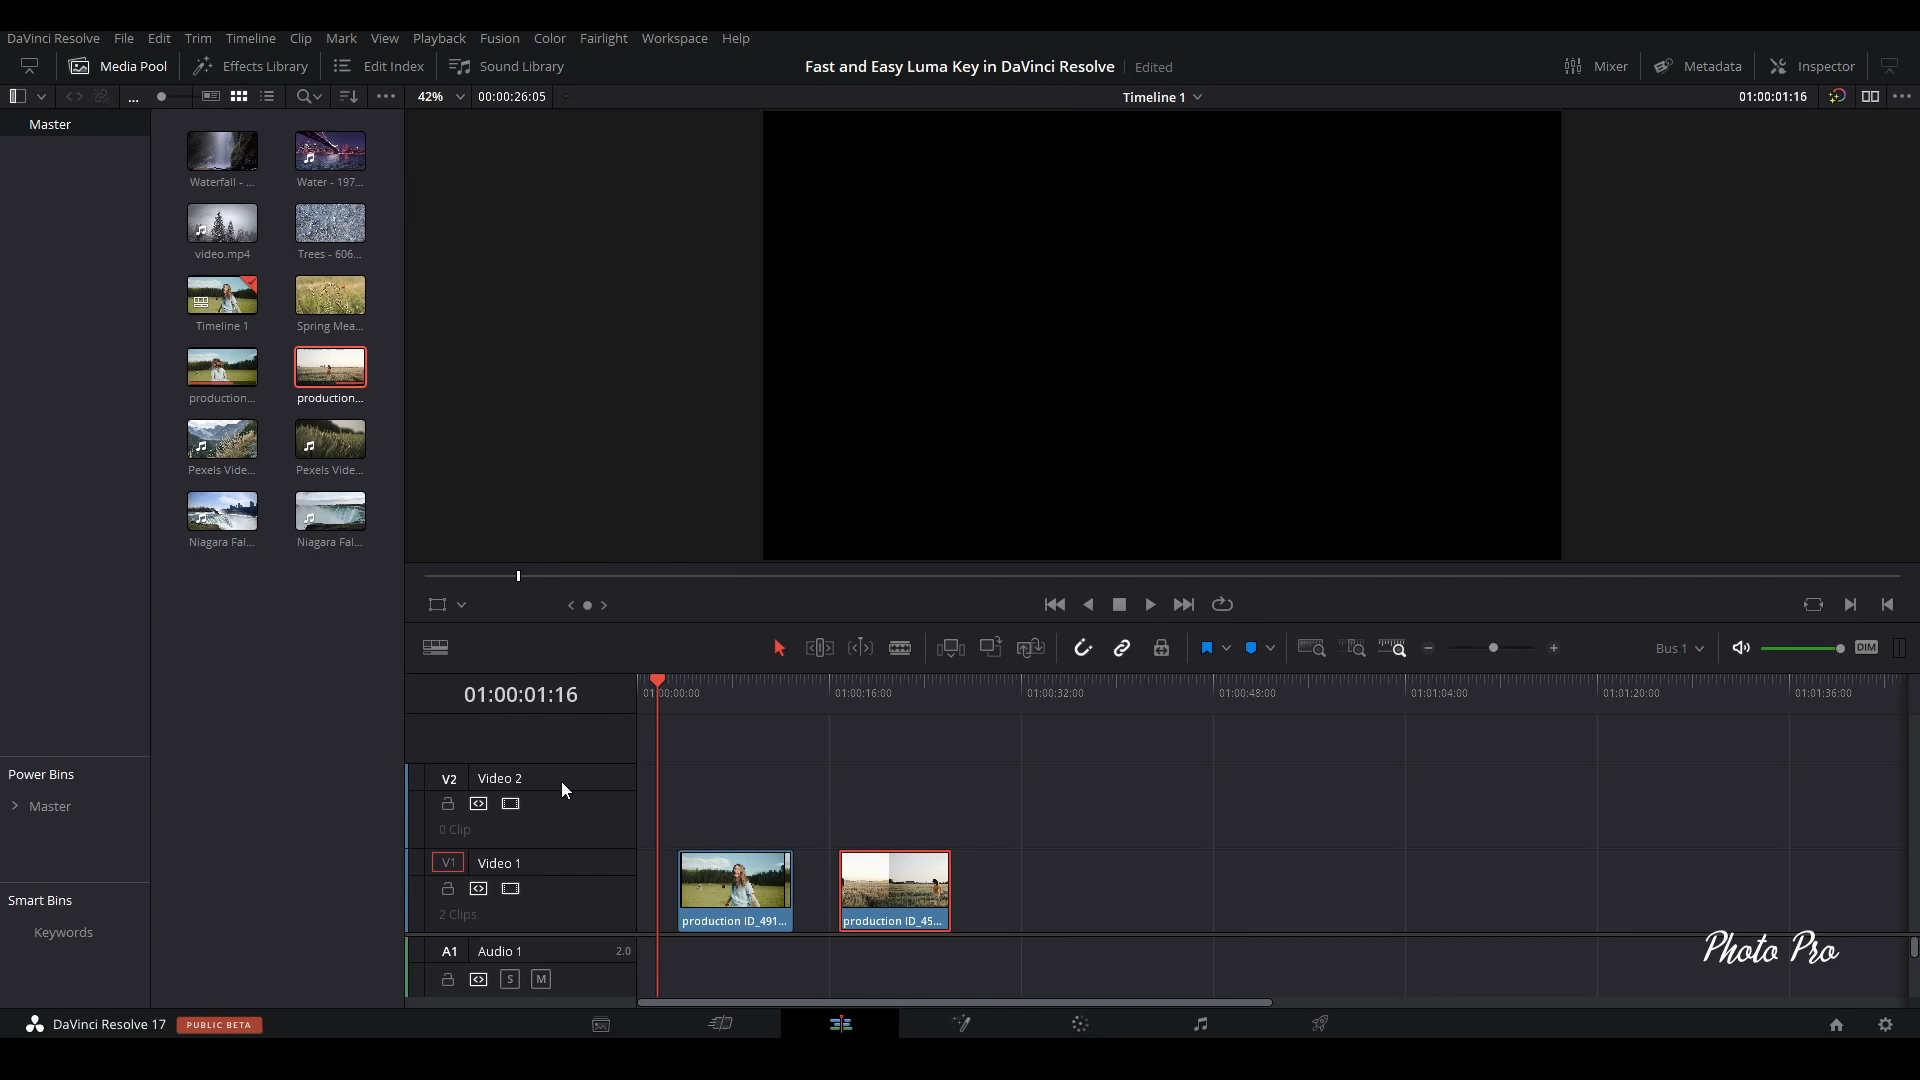 DaVinci Resolve File Edit Trim Timeline Clip Mark View Playback Fusion Color Fairlight Workspace Help
Media Pool Effects Library Edit Index Sound Library Fast and Easy Luma Key in DaVinci Resolve Edited Mixer Metadata Inspector
... 42% 00:00:26:05 Timeline 1 01:00:01:16
Master
Waterfall - ... Water - 197...
video.mp4 Trees - 606...
Timeline 1 Spring Mea...
production... production...
Pexels Vide... Pexels Vide...
Niagara Fal... Niagara Fal...
Bus 1 DIM
01:00:01:16 01:00:00:00 01:00:16:00 01:00:32:00 01:00:48:00 01:01:04:00 01:01:20:00 01:01:36:00
Power Bins
Master
V2 Video 2
0 Clip
V1 Video 1
2 Clips
production ID_491... production ID_45...
Smart Bins
Keywords
A1 Audio 1 2.0
S M
Photo Pro
DaVinci Resolve 17 PUBLIC BETA